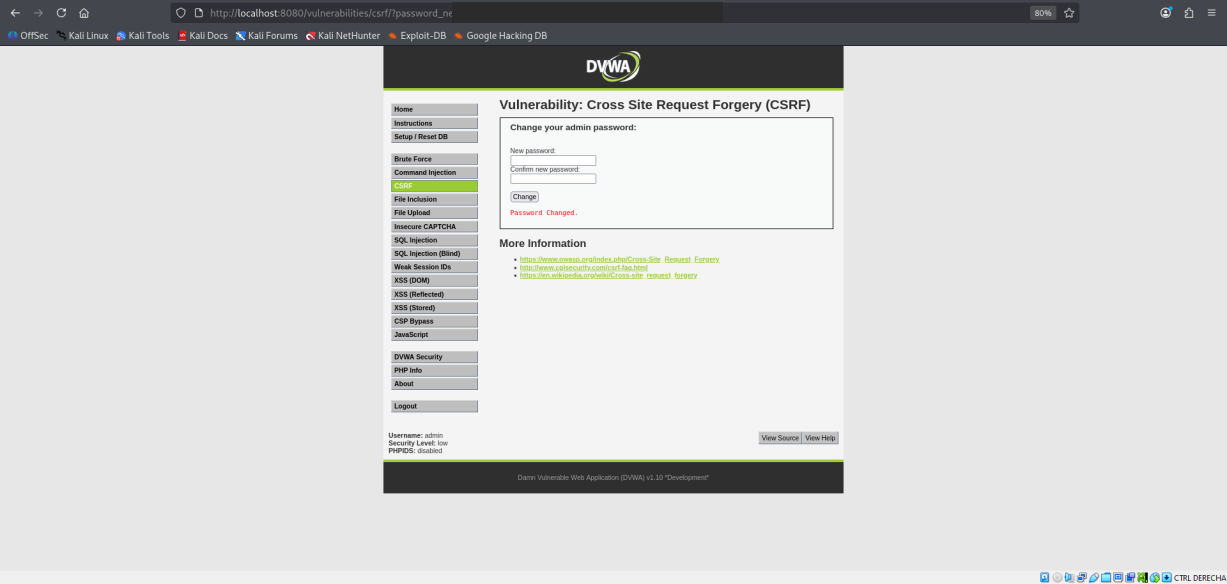 http://localhost:8080/vulnerabilities/csrf/?password_ne
80%
OffSec Kali Linux Kali Tools Kali Docs Kali Forums Kali NetHunter Exploit-DB Google Hacking DB
DVWA
Vulnerability: Cross Site Request Forgery (CSRF)
Home
Instructions
Setup / Reset DB
Brute Force
Command Injection
CSRF
File Inclusion
File Upload
Insecure CAPTCHA
SQL Injection
SQL Injection (Blind)
Weak Session IDs
XSS (DOM)
XSS (Reflected)
XSS (Stored)
CSP Bypass
JavaScript
DVWA Security
PHP Info
About
Logout
Change your admin password:
New password:
Confirm new password:
Change
Password Changed.
More Information
https://www.owasp.org/index.php/Cross-Site_Request_Forgery
http://www.cgisecurity.com/csrf-faq.html
https://en.wikipedia.org/wiki/Cross-site_request_forgery
Username: admin
Security Level: low
PHPIDS: disabled
View Source View Help
Damn Vulnerable Web Application (DVWA) v1.10 *Development*
CTRL DERECHA